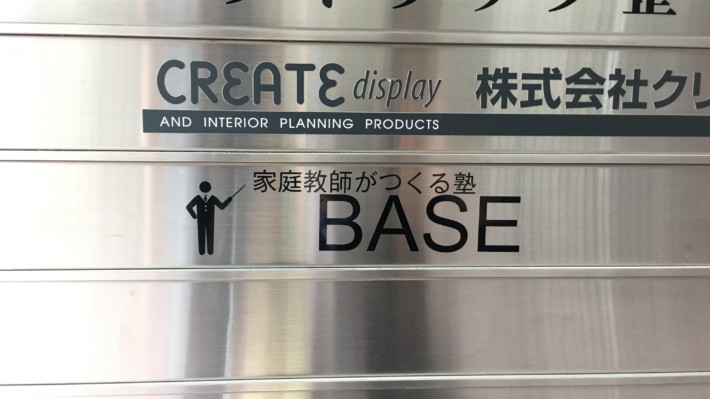 CREATE display 株式会社クリ
AND INTERIOR PLANNING PRODUCTS
家庭教師がつくる塾
BASE